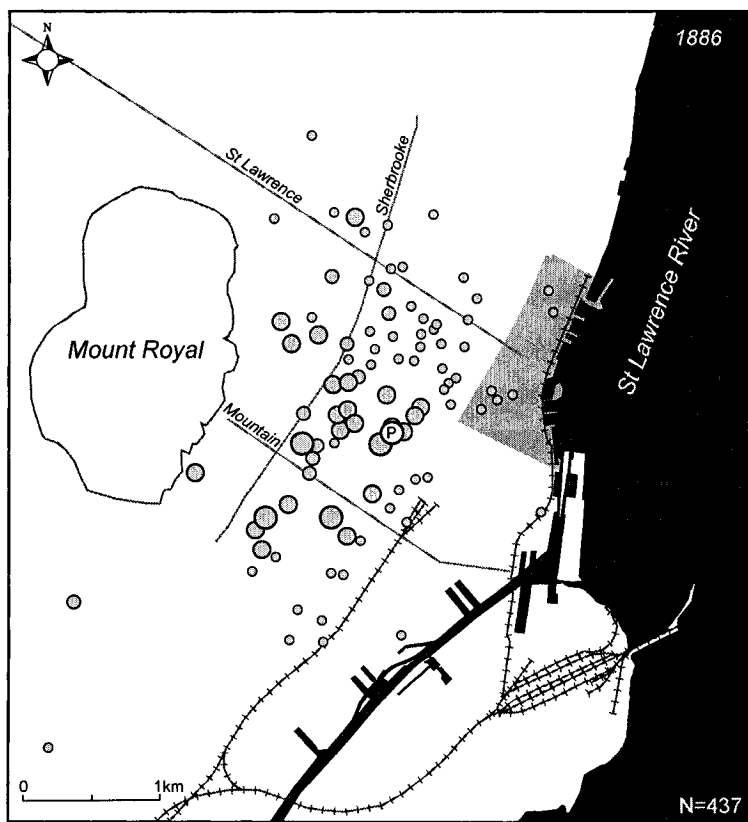 1886
N
St Lawrence
Sherbrooke
Mount Royal
St Lawrence River
Mountain
P
0
1km
N=437